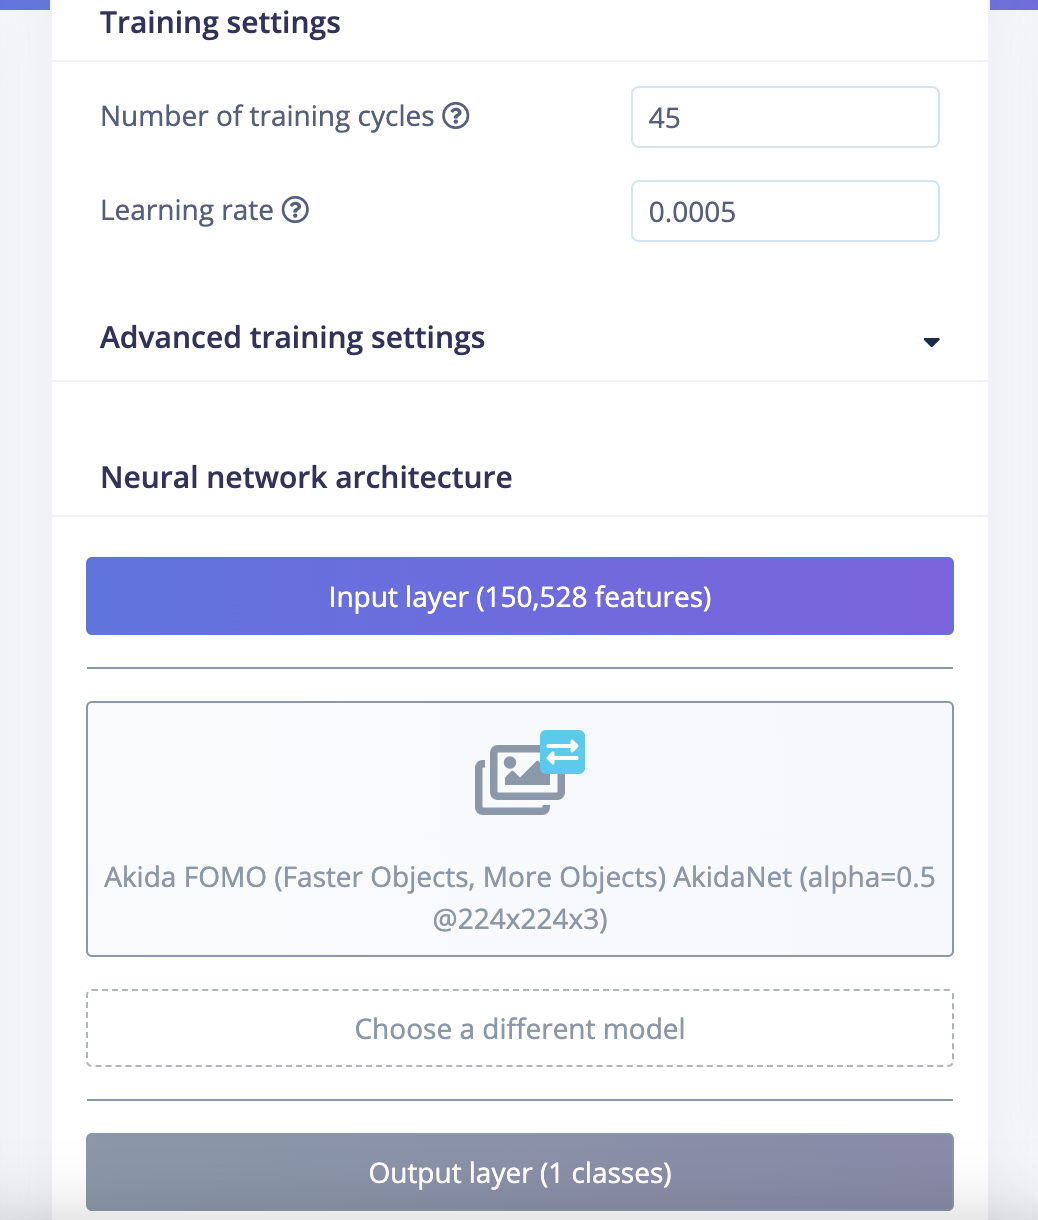 Training settings
Number of training cycles
45
Learning rate
0.0005
Advanced training settings
Neural network architecture
Input layer (150,528 features)
Akida FOMO (Faster Objects, More Objects) AkidaNet (alpha=0.5
@224x224x3)
Choose a different model
Output layer (1 classes)